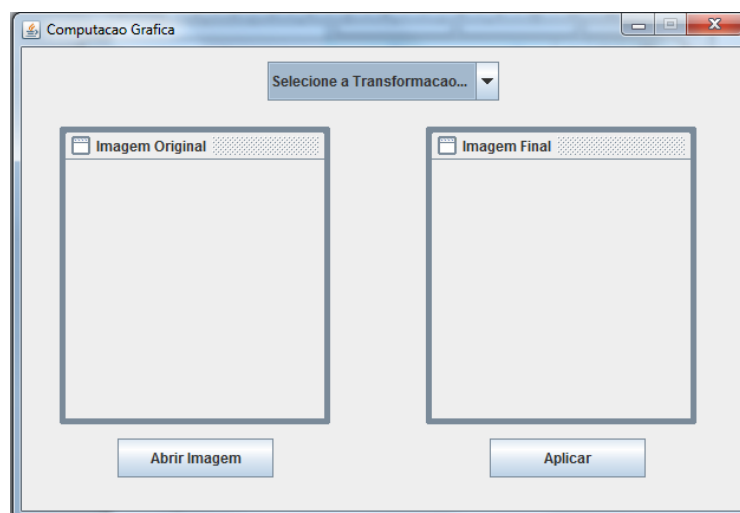 Computacao Grafica
Selecione a Transformacao...
Imagem Original
Imagem Final
Abrir Imagem
Aplicar